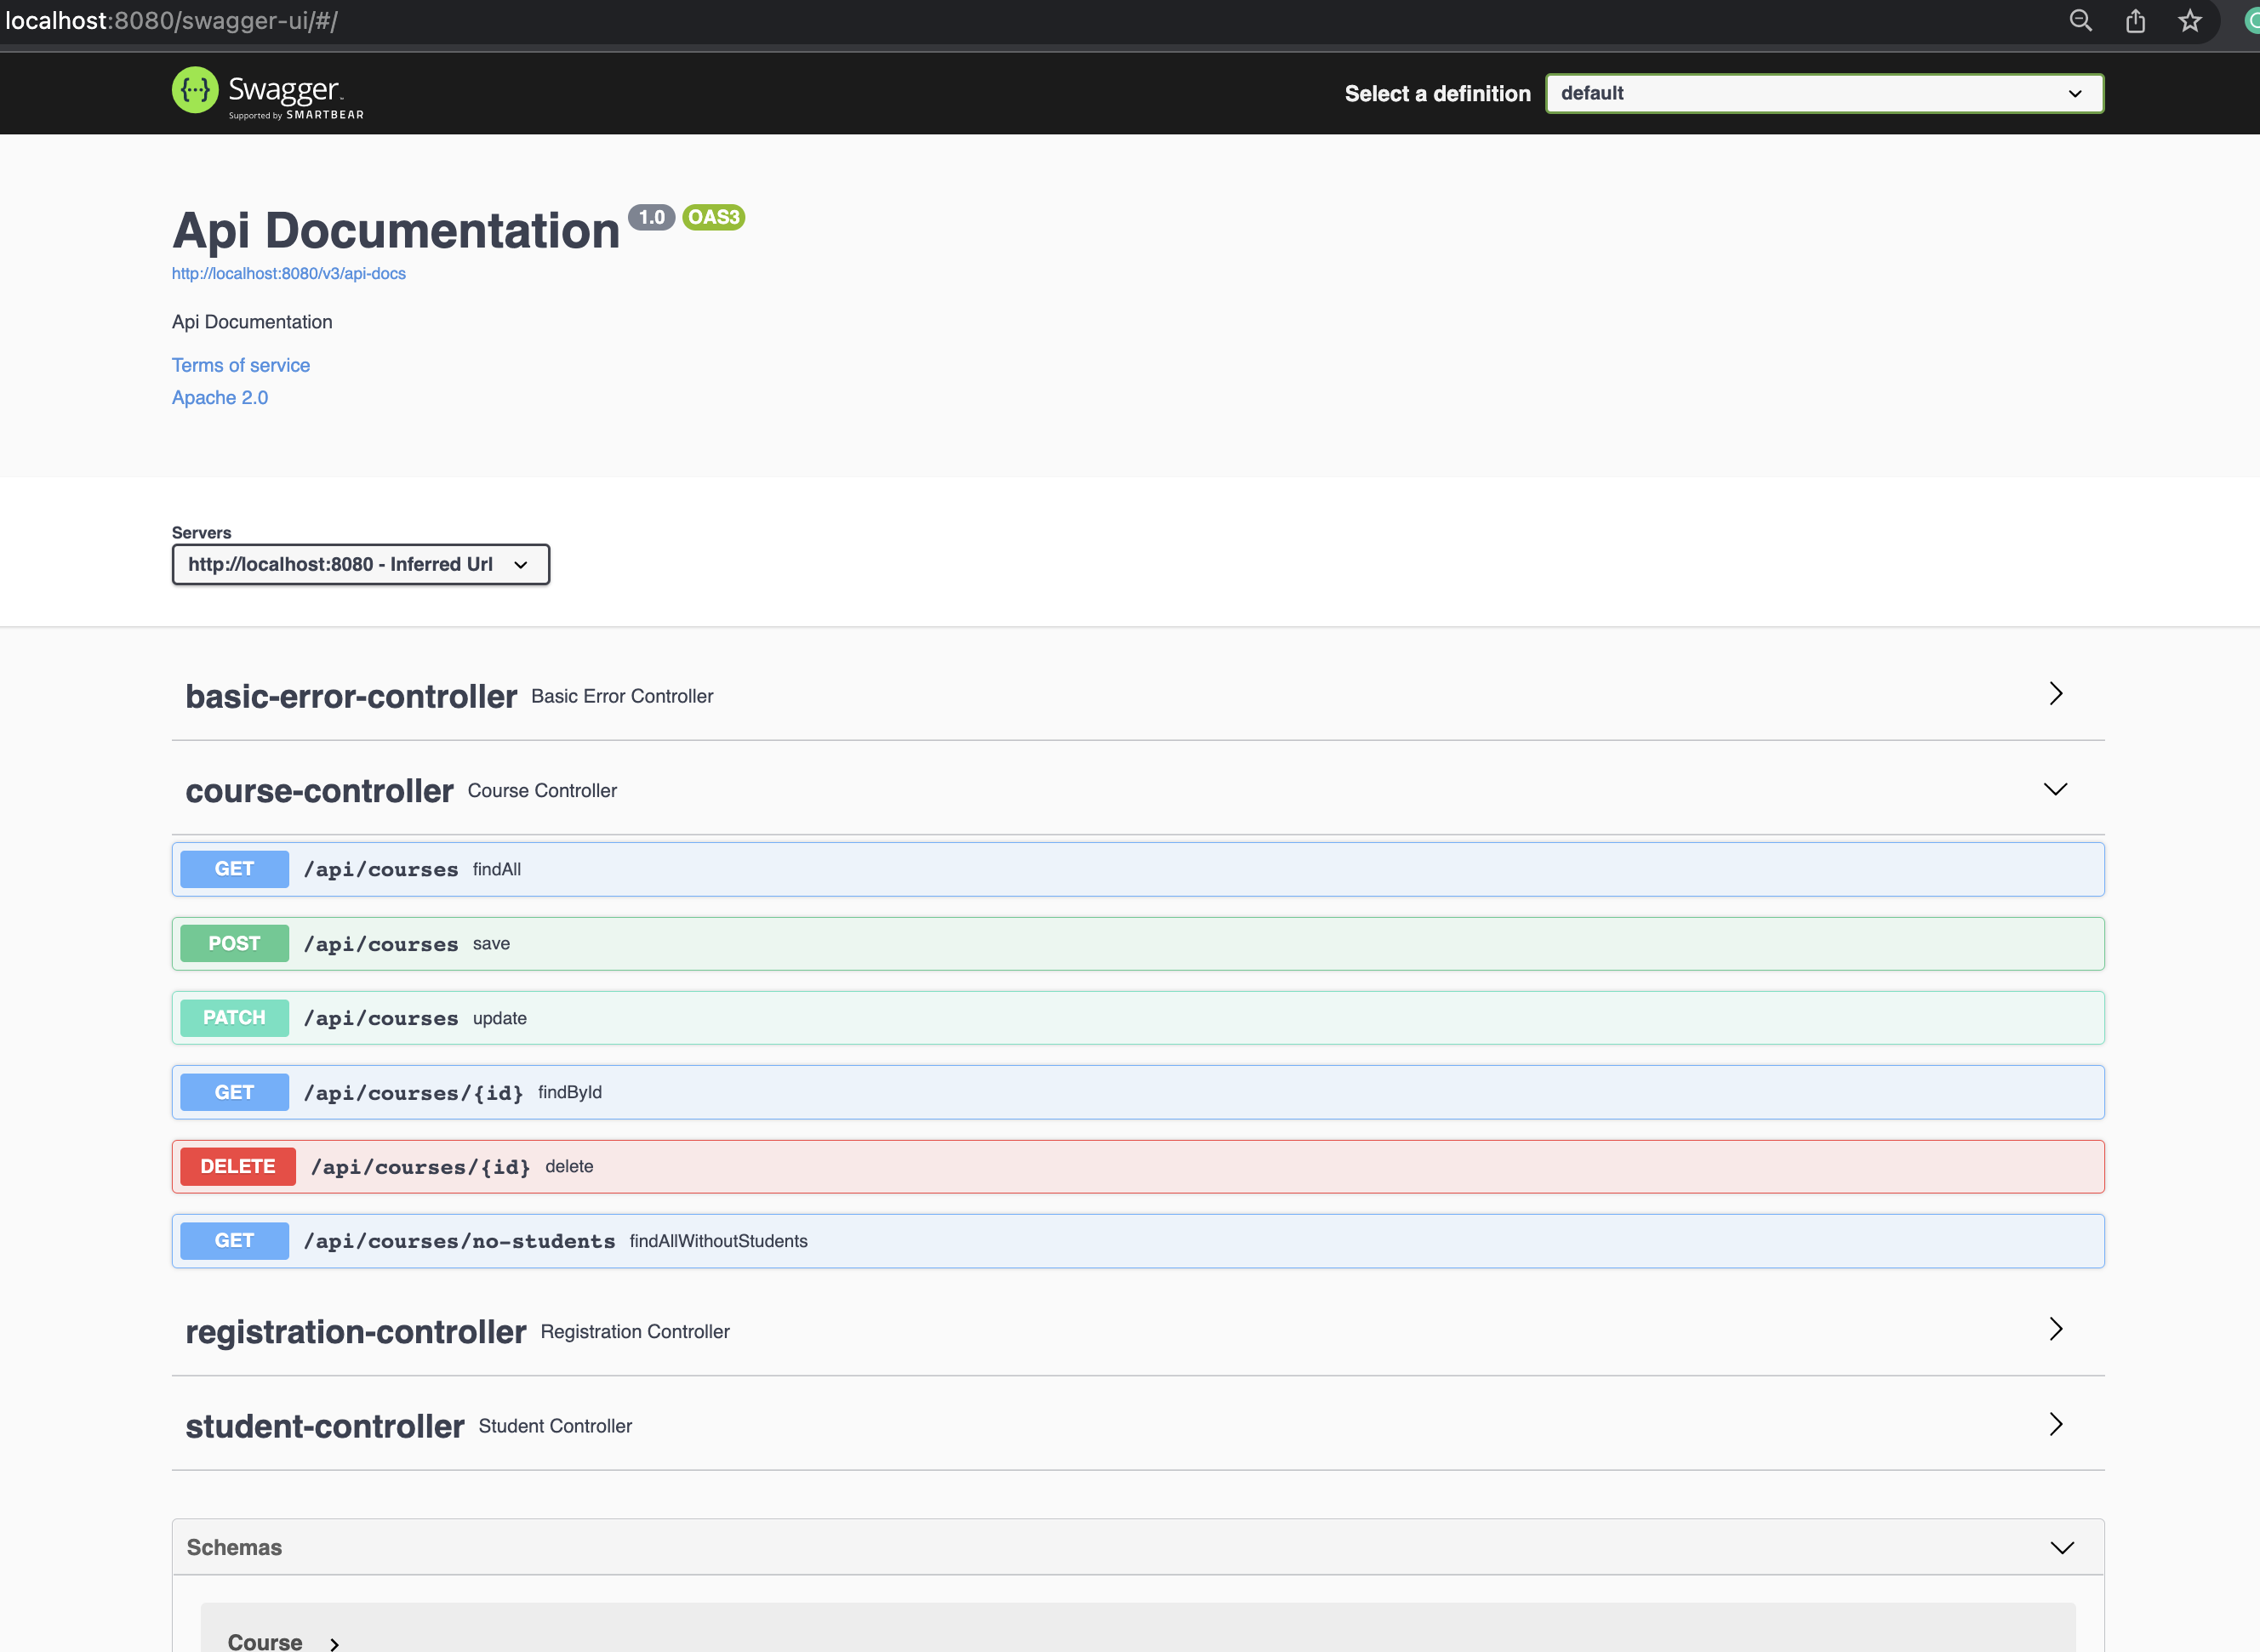 localhost:8080/swagger-ui/#/
{···} Swagger™
Supported by SMARTBEAR
Select a definition default
Api Documentation 1.0 OAS3
http://localhost:8080/v3/api-docs
Api Documentation
Terms of service
Apache 2.0
Servers
http://localhost:8080 - Inferred Url
basic-error-controller Basic Error Controller
course-controller Course Controller
GET /api/courses findAll
POST /api/courses save
PATCH /api/courses update
GET /api/courses/{id} findById
DELETE /api/courses/{id} delete
GET /api/courses/no-students findAllWithoutStudents
registration-controller Registration Controller
student-controller Student Controller
Schemas
Course